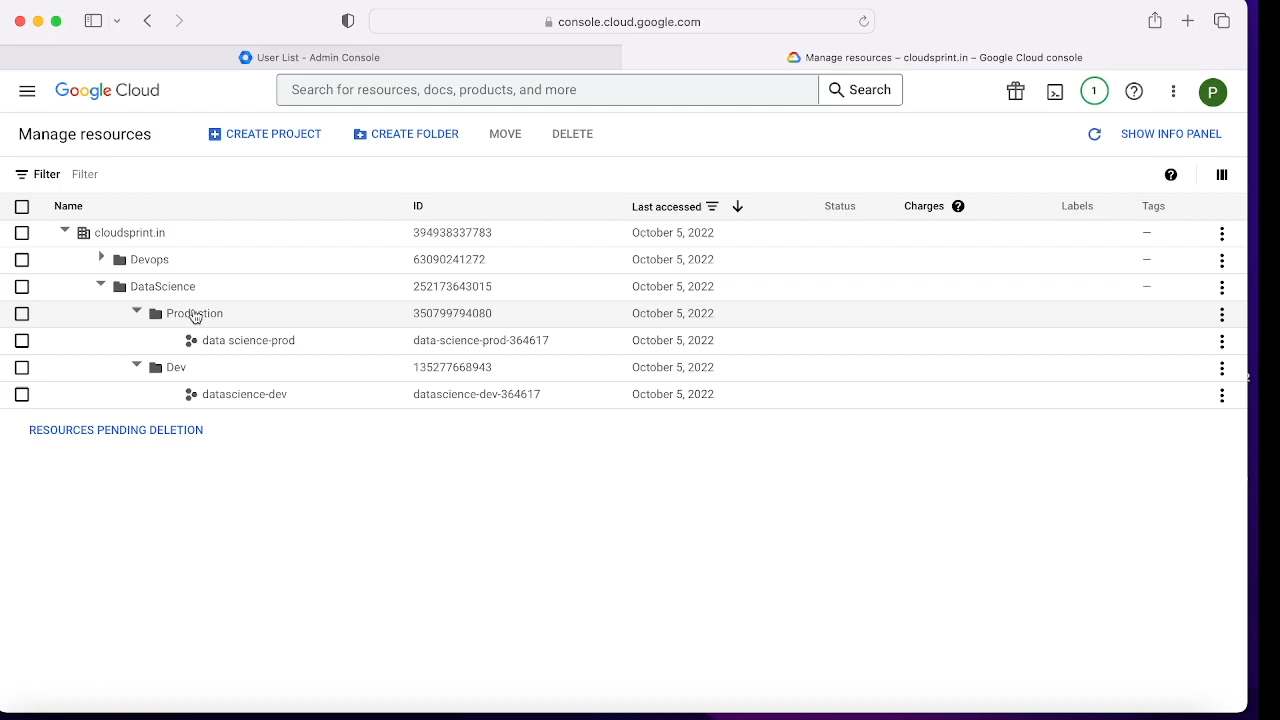 console.cloud.google.com
User List - Admin Console
Manage resources – cloudsprint.in – Google Cloud console
Google Cloud
Search for resources, docs, products, and more
Search
1
P
Manage resources
CREATE PROJECT
CREATE FOLDER
MOVE
DELETE
SHOW INFO PANEL
Filter Filter
Name ID Last accessed Status Charges Labels Tags
cloudsprint.in 394938337783 October 5, 2022 –
Devops 63090241272 October 5, 2022 –
DataScience 252173643015 October 5, 2022 –
Production 350799794080 October 5, 2022
data science-prod data-science-prod-364617 October 5, 2022
Dev 135277668943 October 5, 2022
datascience-dev datascience-dev-364617 October 5, 2022
RESOURCES PENDING DELETION